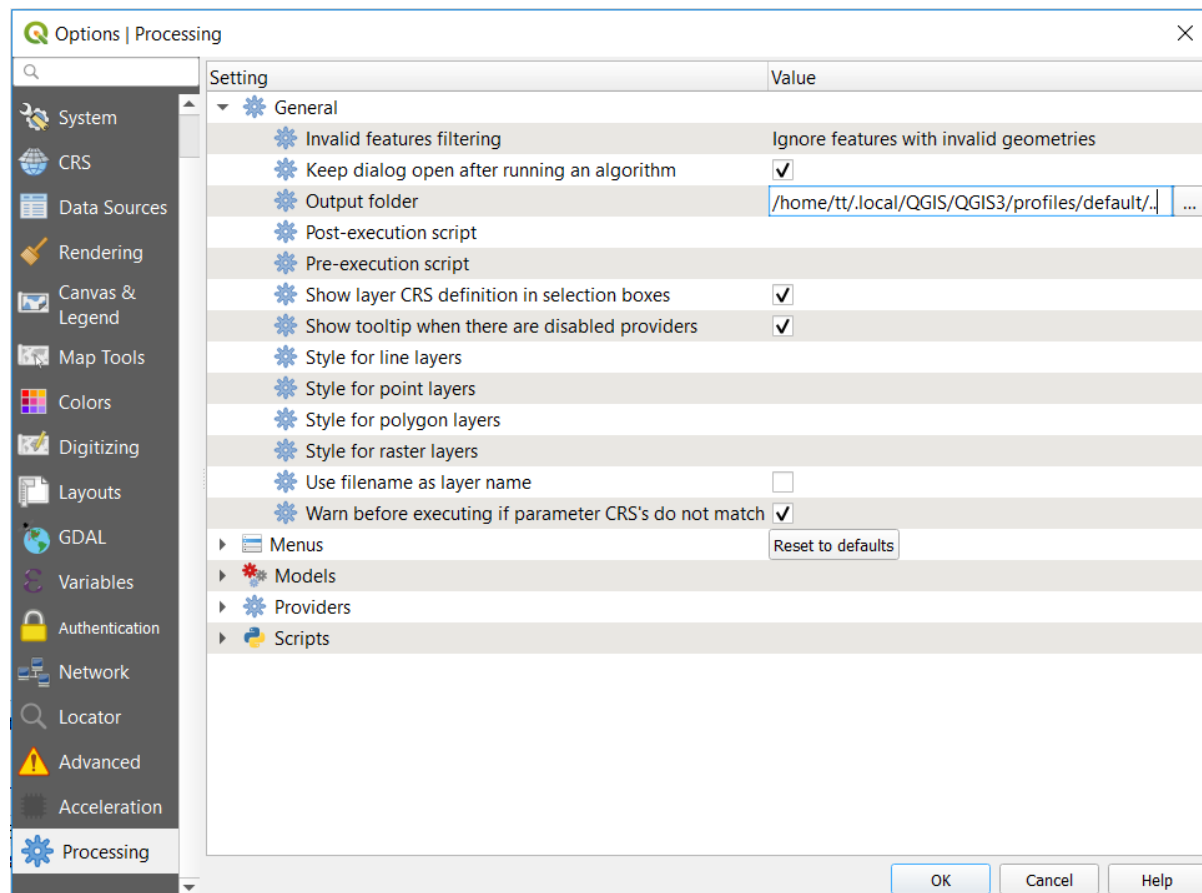 Options | Processing
Setting Value
System
CRS
Data Sources
Rendering
Canvas &
Legend
Map Tools
Colors
Digitizing
Layouts
GDAL
Variables
Authentication
Network
Locator
Advanced
Acceleration
Processing
General
Invalid features filtering Ignore features with invalid geometries
Keep dialog open after running an algorithm
Output folder /home/tt/.local/QGIS/QGIS3/profiles/default/.. ...
Post-execution script
Pre-execution script
Show layer CRS definition in selection boxes
Show tooltip when there are disabled providers
Style for line layers
Style for point layers
Style for polygon layers
Style for raster layers
Use filename as layer name
Warn before executing if parameter CRS's do not match
Menus Reset to defaults
Models
Providers
Scripts
OK Cancel Help